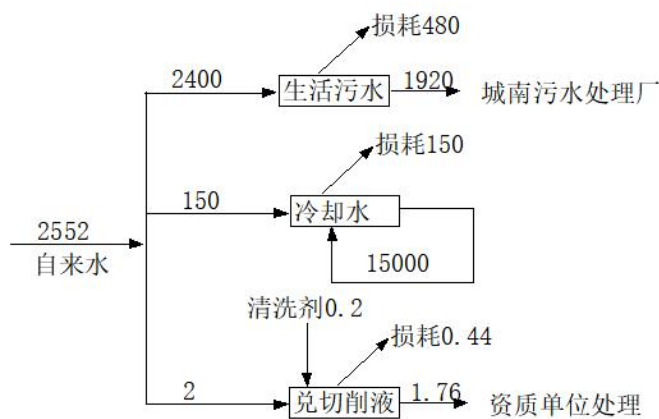 损耗480
2400
生活污水
1920
城南污水处理厂
损耗150
150
冷却水
2552
自来水
15000
清洗剂0.2
损耗0.44
2
兑切削液
1.76
资质单位处理